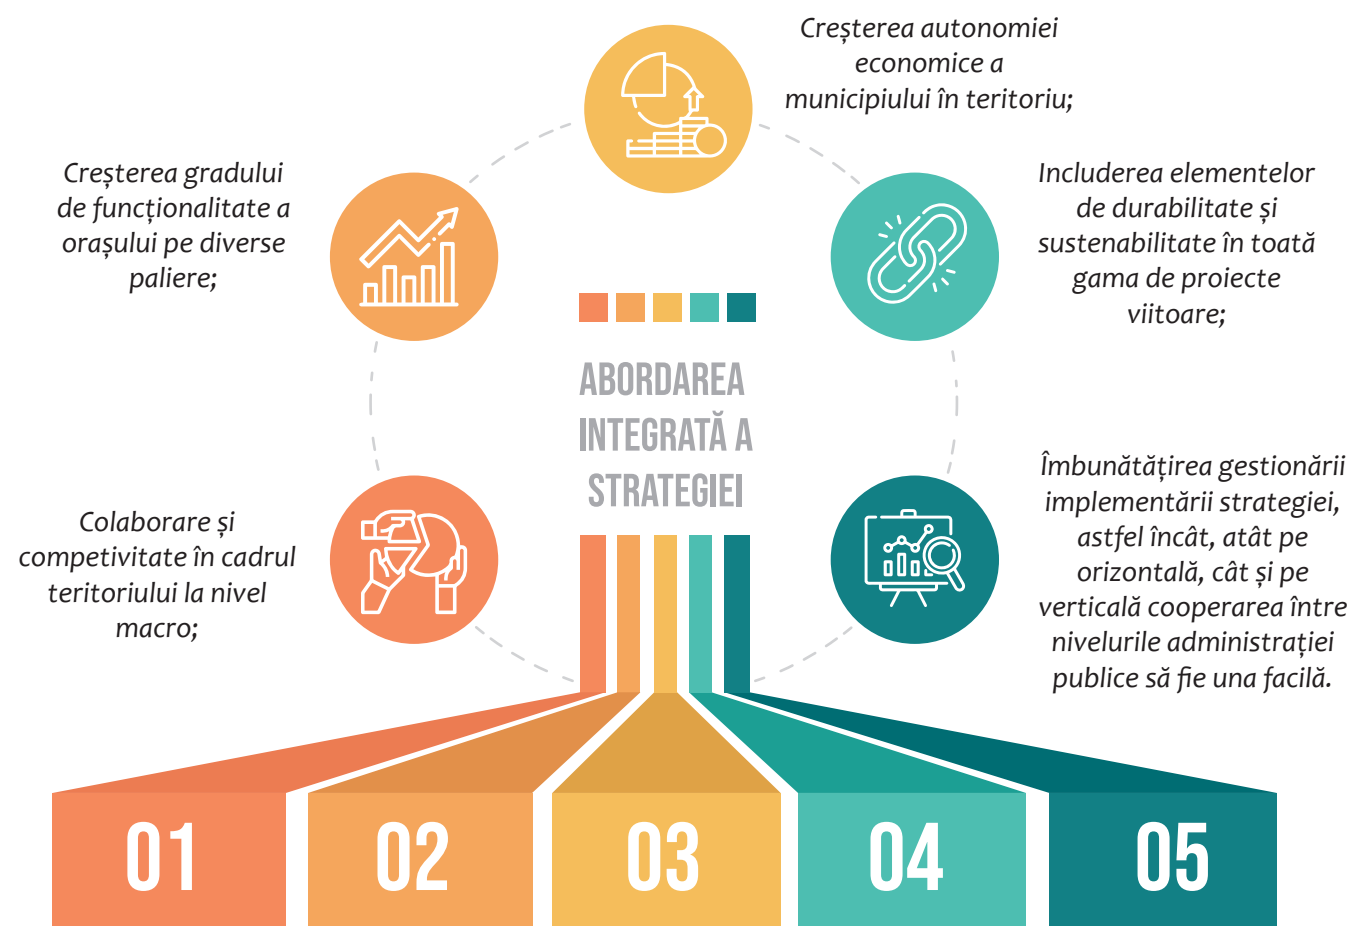 Creșterea autonomiei
economice a
municipiului în teritoriu;
Creșterea gradului
de funcționalitate a
orașului pe diverse
paliere;
Includerea elementelor
de durabilitate și
sustenabilitate în toată
gama de proiecte
viitoare;
ABORDAREA
INTEGRATĂ A
STRATEGIEI
Colaborare și
competivitate în cadrul
teritoriului la nivel
macro;
Îmbunătățirea gestionării
implementării strategiei,
astfel încât, atât pe
orizontală, cât și pe
verticală cooperarea între
nivelurile administrației
publice să fie una facilă.
01
02
03
04
05